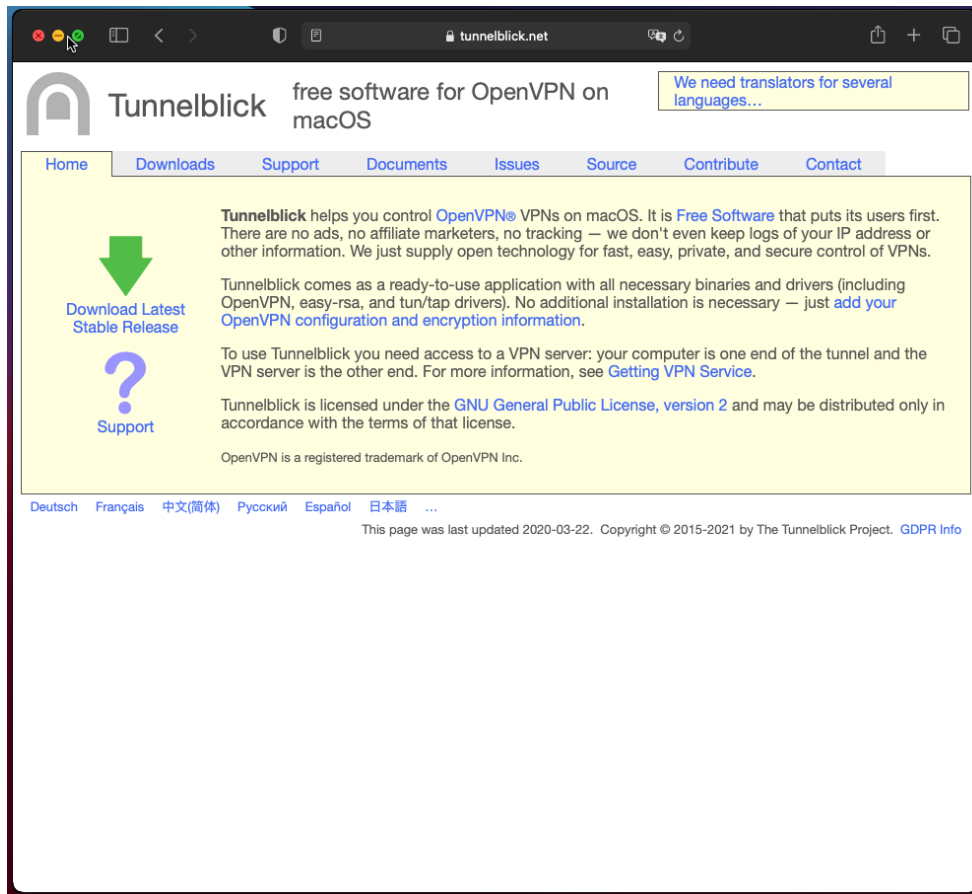 tunnelblick.net
Tunnelblick
free software for OpenVPN on
macOS
We need translators for several
languages…
Home Downloads Support Documents Issues Source Contribute Contact
Download Latest
Stable Release
Support
Tunnelblick helps you control OpenVPN® VPNs on macOS. It is Free Software that puts its users first.
There are no ads, no affiliate marketers, no tracking — we don't even keep logs of your IP address or
other information. We just supply open technology for fast, easy, private, and secure control of VPNs.
Tunnelblick comes as a ready-to-use application with all necessary binaries and drivers (including
OpenVPN, easy-rsa, and tun/tap drivers). No additional installation is necessary — just add your
OpenVPN configuration and encryption information.
To use Tunnelblick you need access to a VPN server: your computer is one end of the tunnel and the
VPN server is the other end. For more information, see Getting VPN Service.
Tunnelblick is licensed under the GNU General Public License, version 2 and may be distributed only in
accordance with the terms of that license.
OpenVPN is a registered trademark of OpenVPN Inc.
Deutsch Français 中文(简体) Русский Español 日本語 …
This page was last updated 2020-03-22. Copyright © 2015-2021 by The Tunnelblick Project. GDPR Info